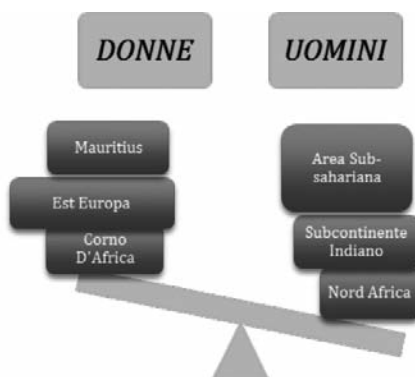 DONNE
UOMINI
Mauritius
Est Europa
Corno
D'Africa
Area Sub-
sahariana
Subcontinente
Indiano
Nord Africa